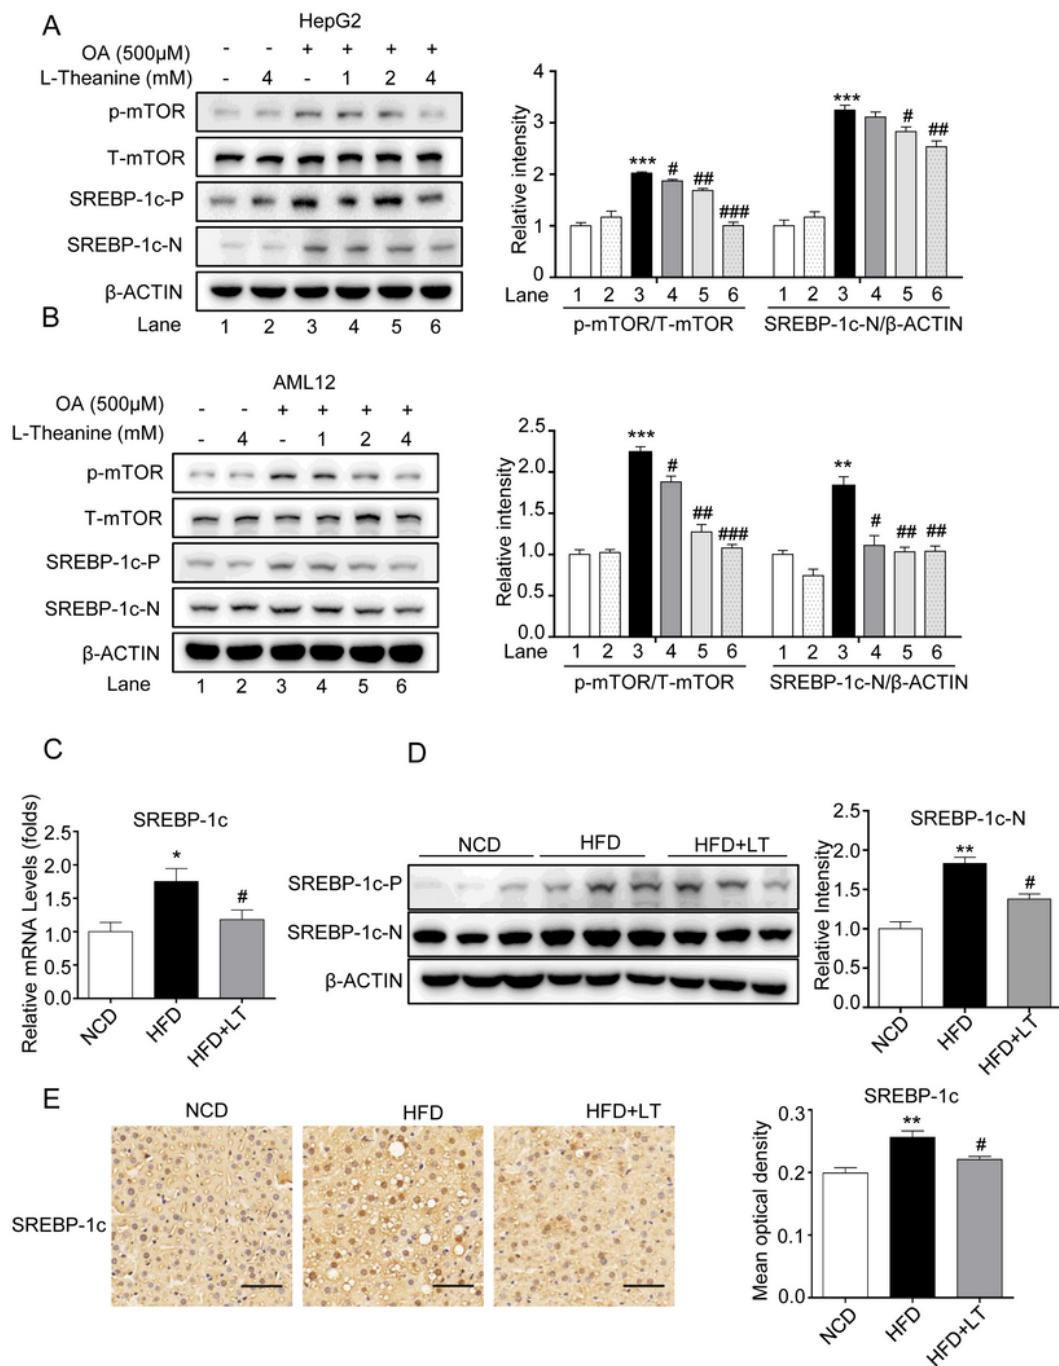 A
HepG2
OA (500μM) - - + + + +
L-Theanine (mM) - 4 - 1 2 4
p-mTOR
T-mTOR
SREBP-1c-P
SREBP-1c-N
β-ACTIN
Lane 1 2 3 4 5 6
Relative intensity
4
3
2
1
0
*** # ## ###
*** # ##
Lane 1 2 3 4 5 6 1 2 3 4 5 6
p-mTOR/T-mTOR SREBP-1c-N/β-ACTIN
B
AML12
OA (500μM) - - + + + +
L-Theanine (mM) - 4 - 1 2 4
p-mTOR
T-mTOR
SREBP-1c-P
SREBP-1c-N
β-ACTIN
Lane 1 2 3 4 5 6
Relative intensity
2.5
2.0
1.5
1.0
0.5
0.0
*** # ## ###
** # ## ##
Lane 1 2 3 4 5 6 1 2 3 4 5 6
p-mTOR/T-mTOR SREBP-1c-N/β-ACTIN
C
SREBP-1c
Relative mRNA Levels (folds)
2.5
2.0
1.5
1.0
0.5
0.0
* #
NCD HFD HFD+LT
D
NCD HFD HFD+LT
SREBP-1c-P
SREBP-1c-N
β-ACTIN
SREBP-1c-N
Relative Intensity
2.5
2.0
1.5
1.0
0.5
0.0
** #
NCD HFD HFD+LT
E
NCD HFD HFD+LT
SREBP-1c
SREBP-1c
Mean optical density
0.3
0.2
0.1
0.0
** #
NCD HFD HFD+LT